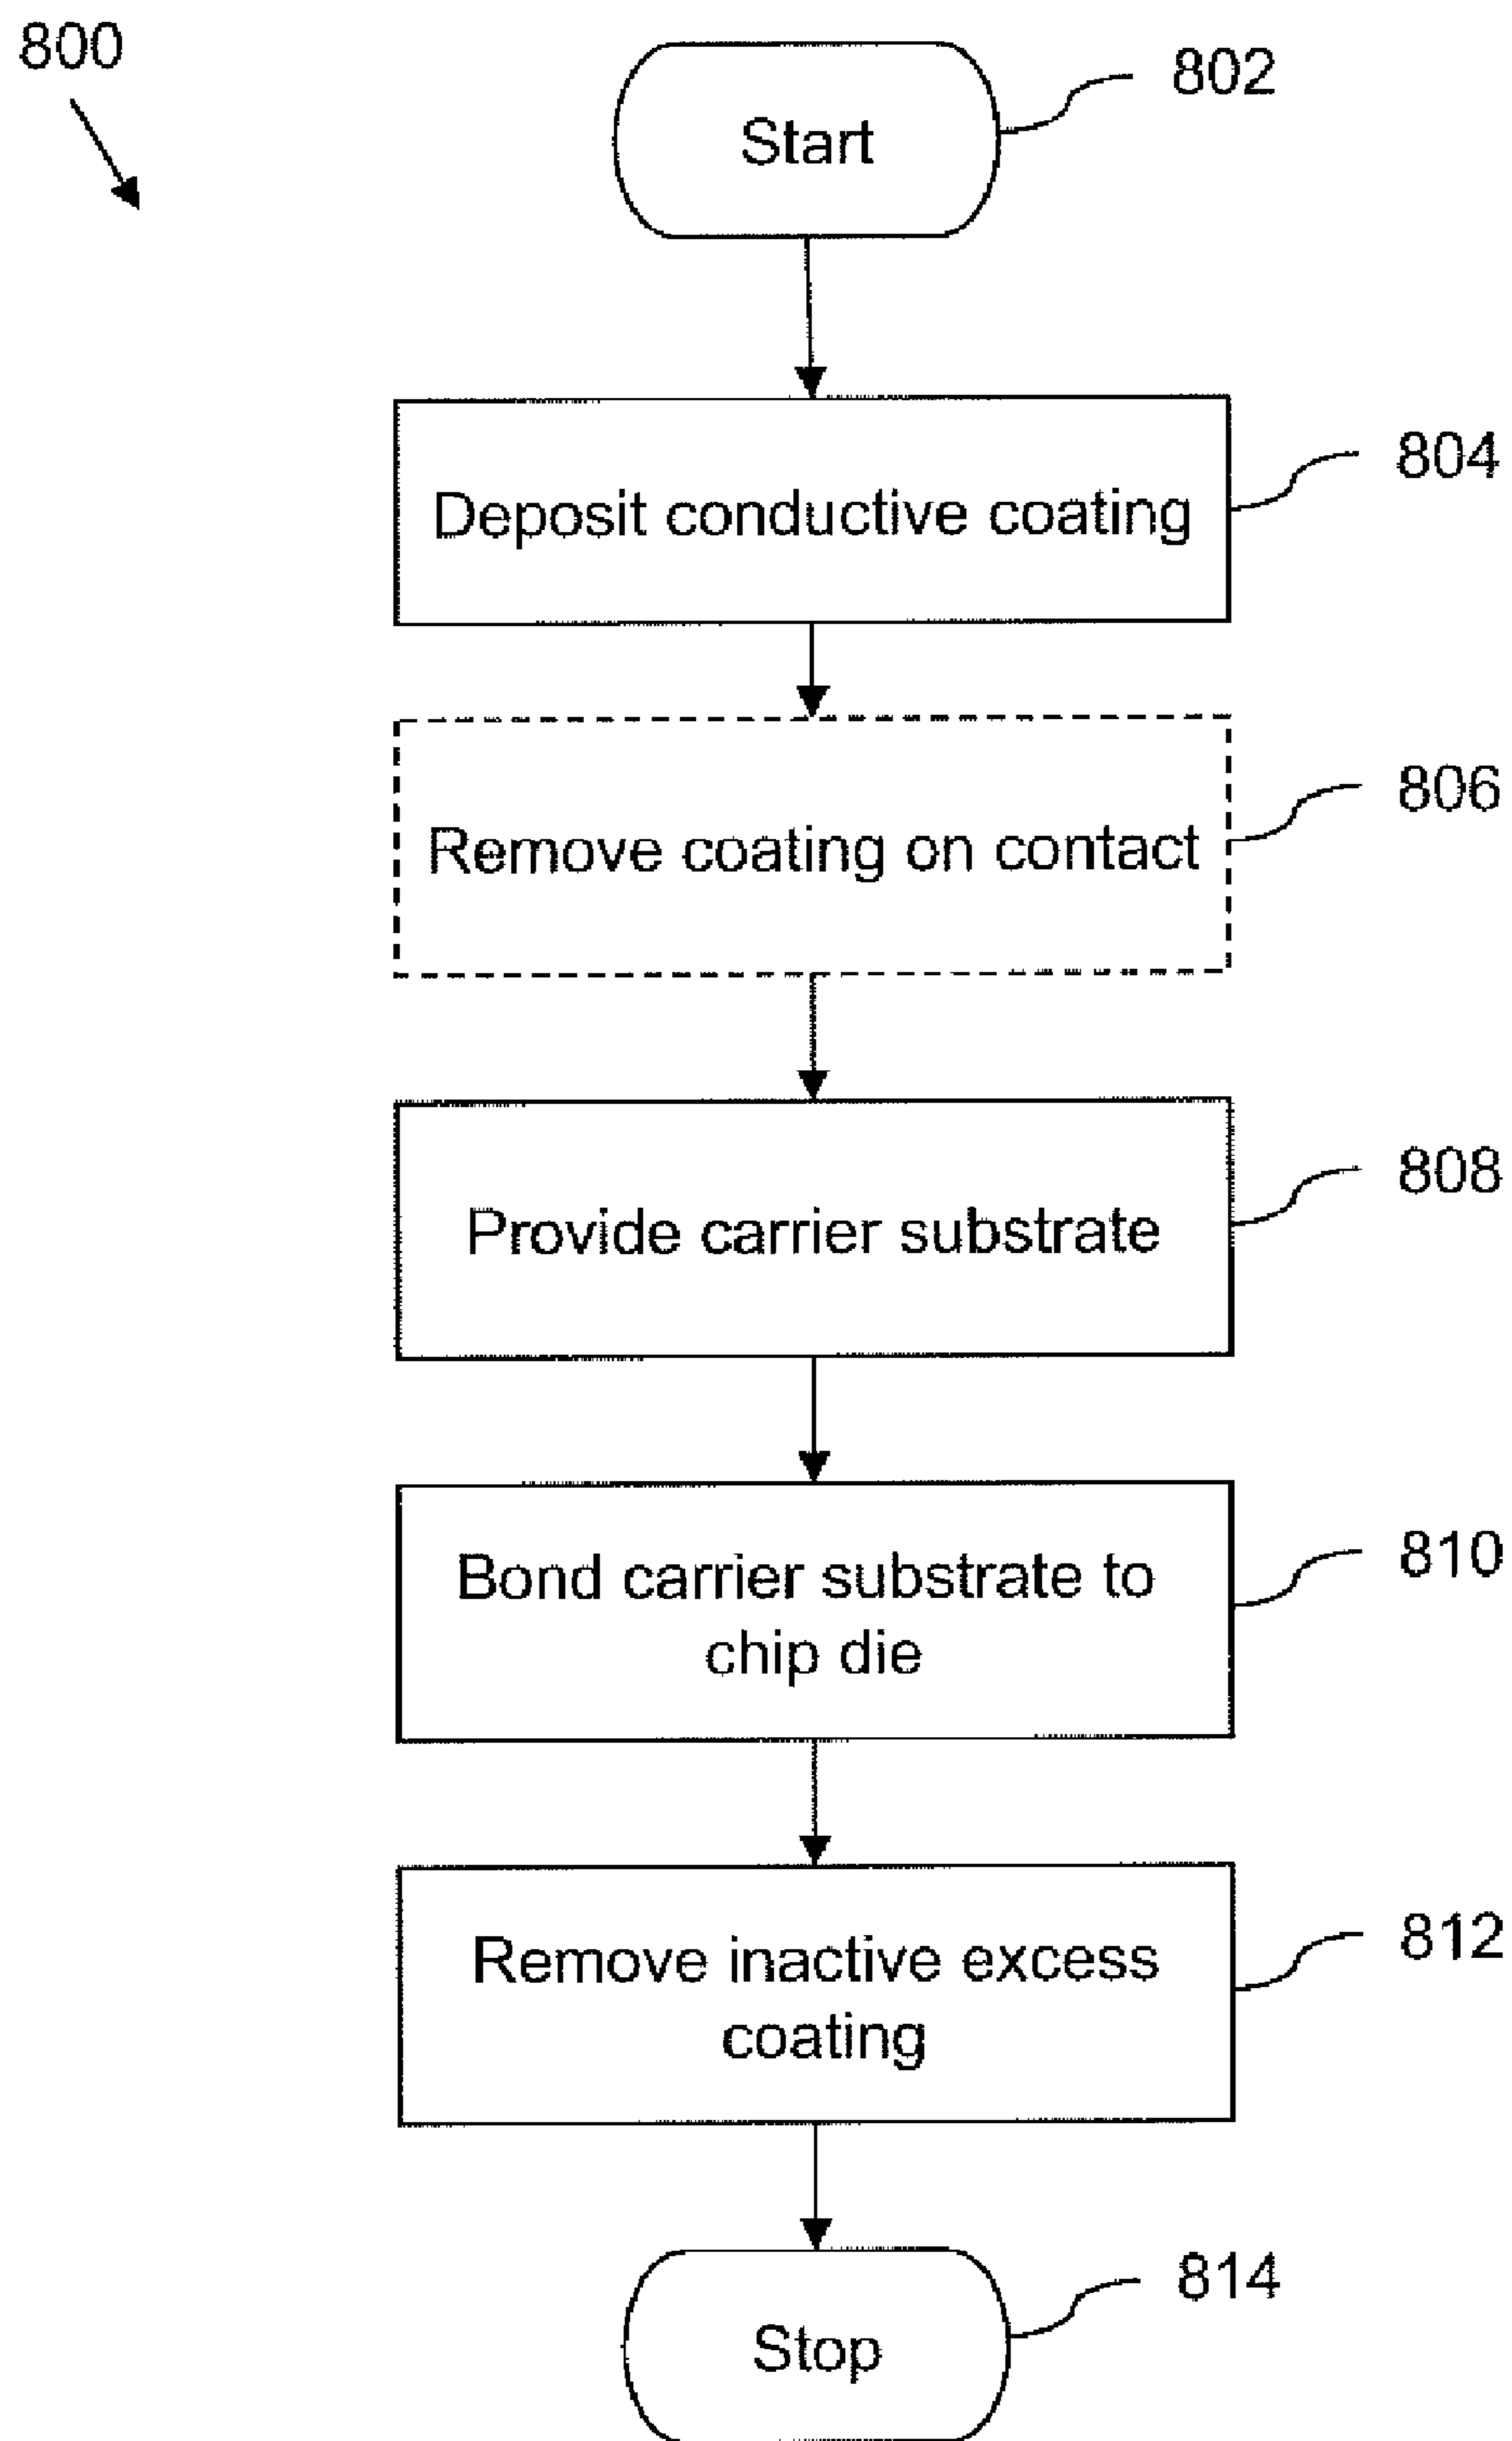 800
802
Start
804
Deposit conductive coating
806
Remove coating on contact
808
Provide carrier substrate
810
Bond carrier substrate to
chip die
812
Remove inactive excess
coating
814
Stop